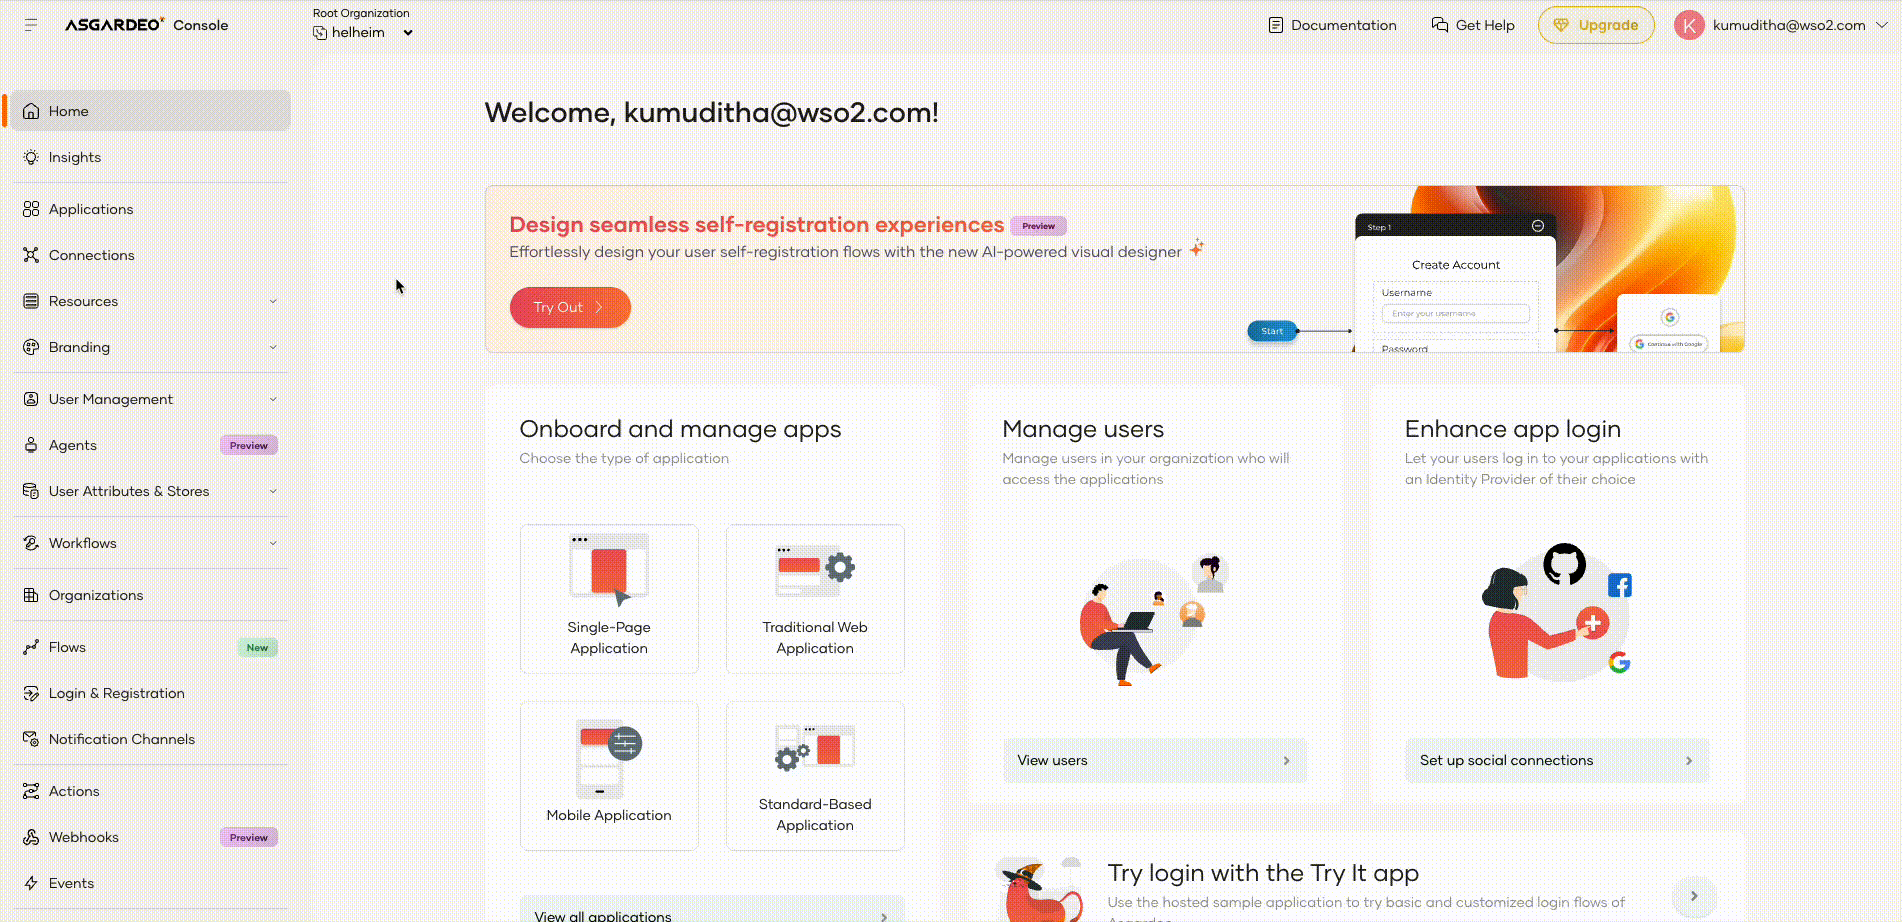 ASGARDEO Console
Root Organization
helheim
Documentation
Get Help
Upgrade
K
kumuditha@wso2.com
Home
Insights
Applications
Connections
Resources
Branding
User Management
Agents Preview
User Attributes & Stores
Workflows
Organizations
Flows New
Login & Registration
Notification Channels
Actions
Webhooks Preview
Events
Welcome, kumuditha@wso2.com!
Design seamless self-registration experiences Preview
Effortlessly design your user self-registration flows with the new AI-powered visual designer
Try Out
Start
Step 1
Create Account
Username
Enter your username
Password
Continue with Google
Onboard and manage apps
Choose the type of application
Single-Page
Application
Traditional Web
Application
Mobile Application
Standard-Based
Application
View all applications
Manage users
Manage users in your organization who will
access the applications
View users
Enhance app login
Let your users log in to your applications with
an Identity Provider of their choice
Set up social connections
Try login with the Try It app
Use the hosted sample application to try basic and customized login flows of
Asgardeo